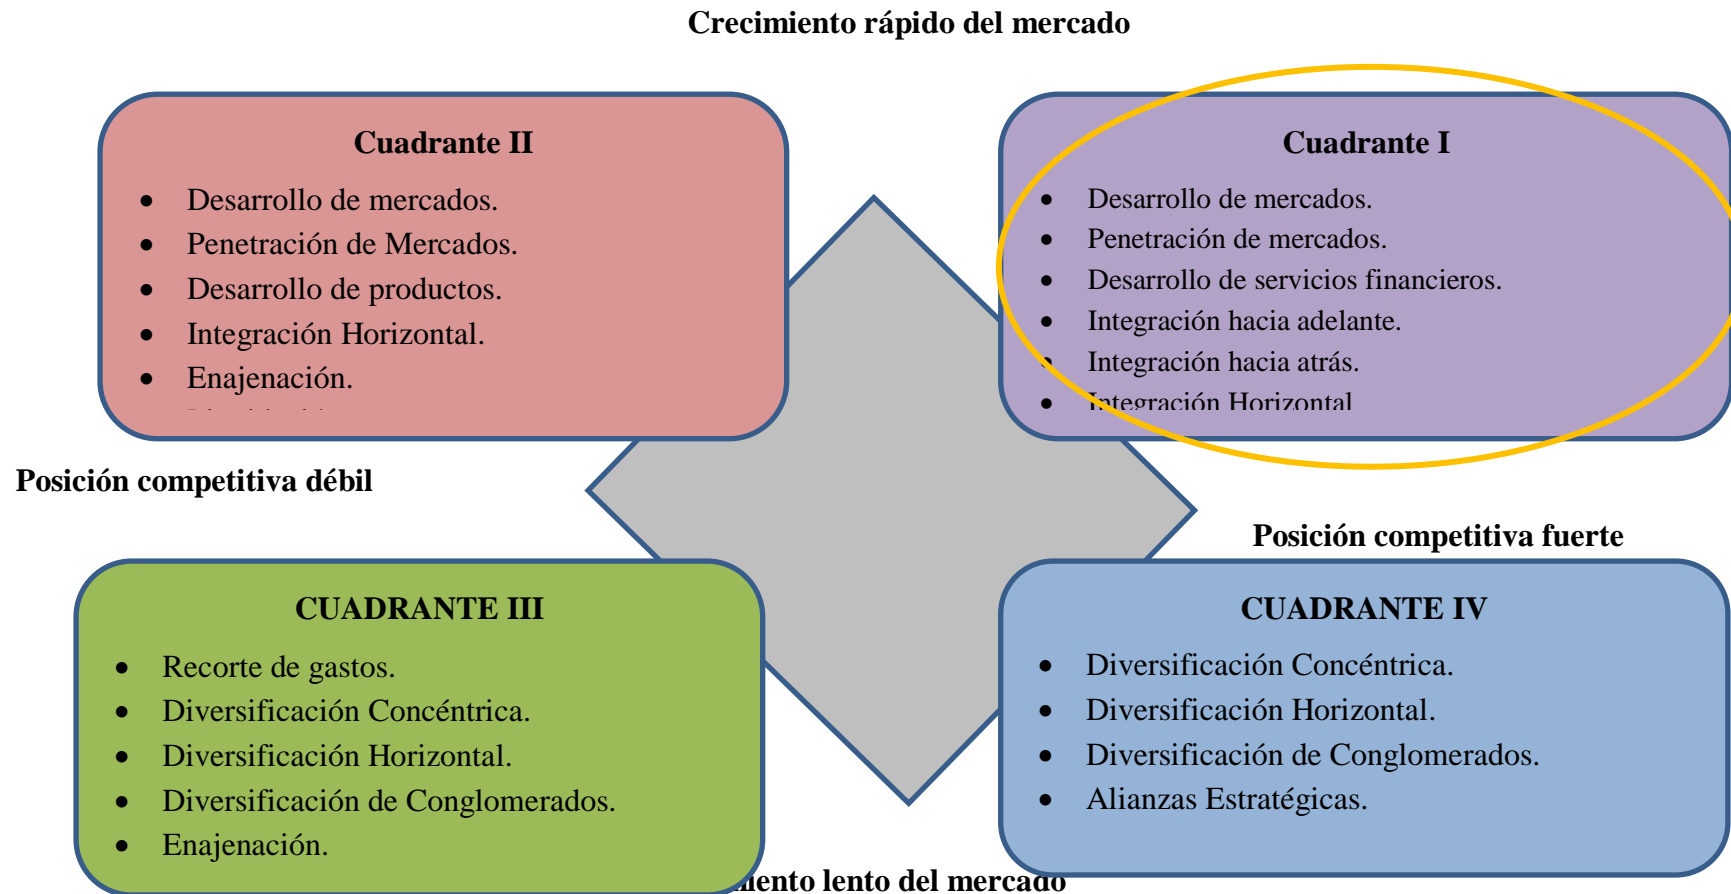 Crecimiento rápido del mercado
Cuadrante II
• Desarrollo de mercados.
• Penetración de Mercados.
• Desarrollo de productos.
• Integración Horizontal.
• Enajenación.
Cuadrante I
• Desarrollo de mercados.
• Penetración de mercados.
• Desarrollo de servicios financieros.
• Integración hacia adelante.
• Integración hacia atrás.
• Integración Horizontal
Posición competitiva débil
Posición competitiva fuerte
CUADRANTE III
• Recorte de gastos.
• Diversificación Concéntrica.
• Diversificación Horizontal.
• Diversificación de Conglomerados.
• Enajenación.
CUADRANTE IV
• Diversificación Concéntrica.
• Diversificación Horizontal.
• Diversificación de Conglomerados.
• Alianzas Estratégicas.
miento lento del mercado